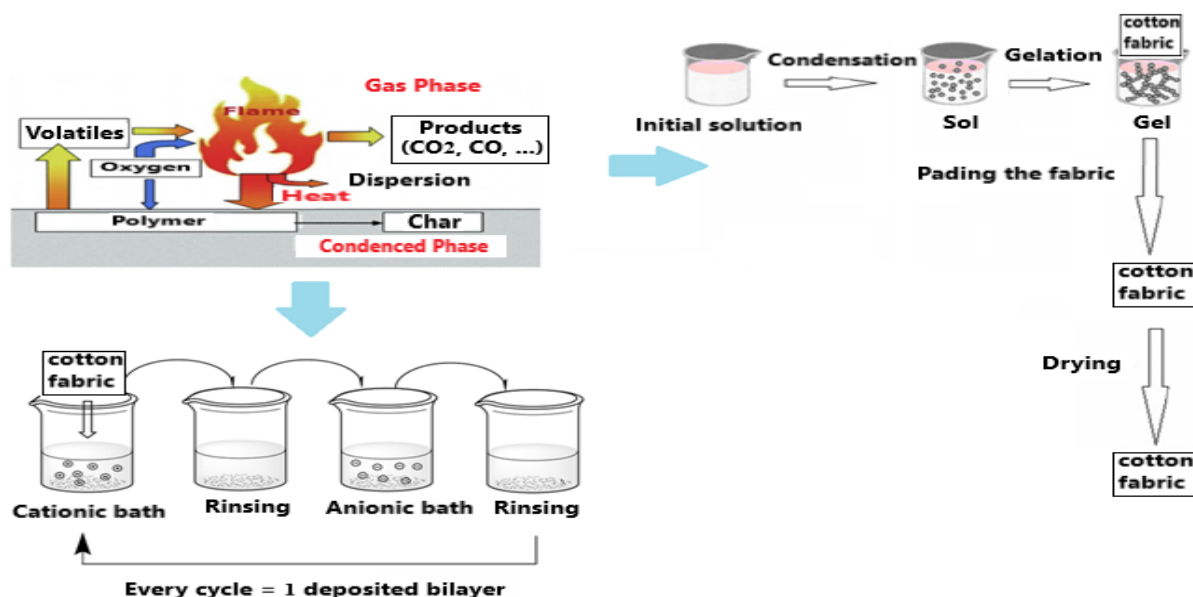 Gas Phase
Flame
Volatiles
Oxygen
Products
(CO2, CO, ...)
Dispersion
Heat
Polymer
Char
Condenced Phase
Initial solution
Condensation
Sol
Gelation
cotton
fabric
Gel
Pading the fabric
cotton
fabric
Drying
cotton
fabric
cotton
fabric
Cationic bath
Rinsing
Anionic bath
Rinsing
Every cycle = 1 deposited bilayer